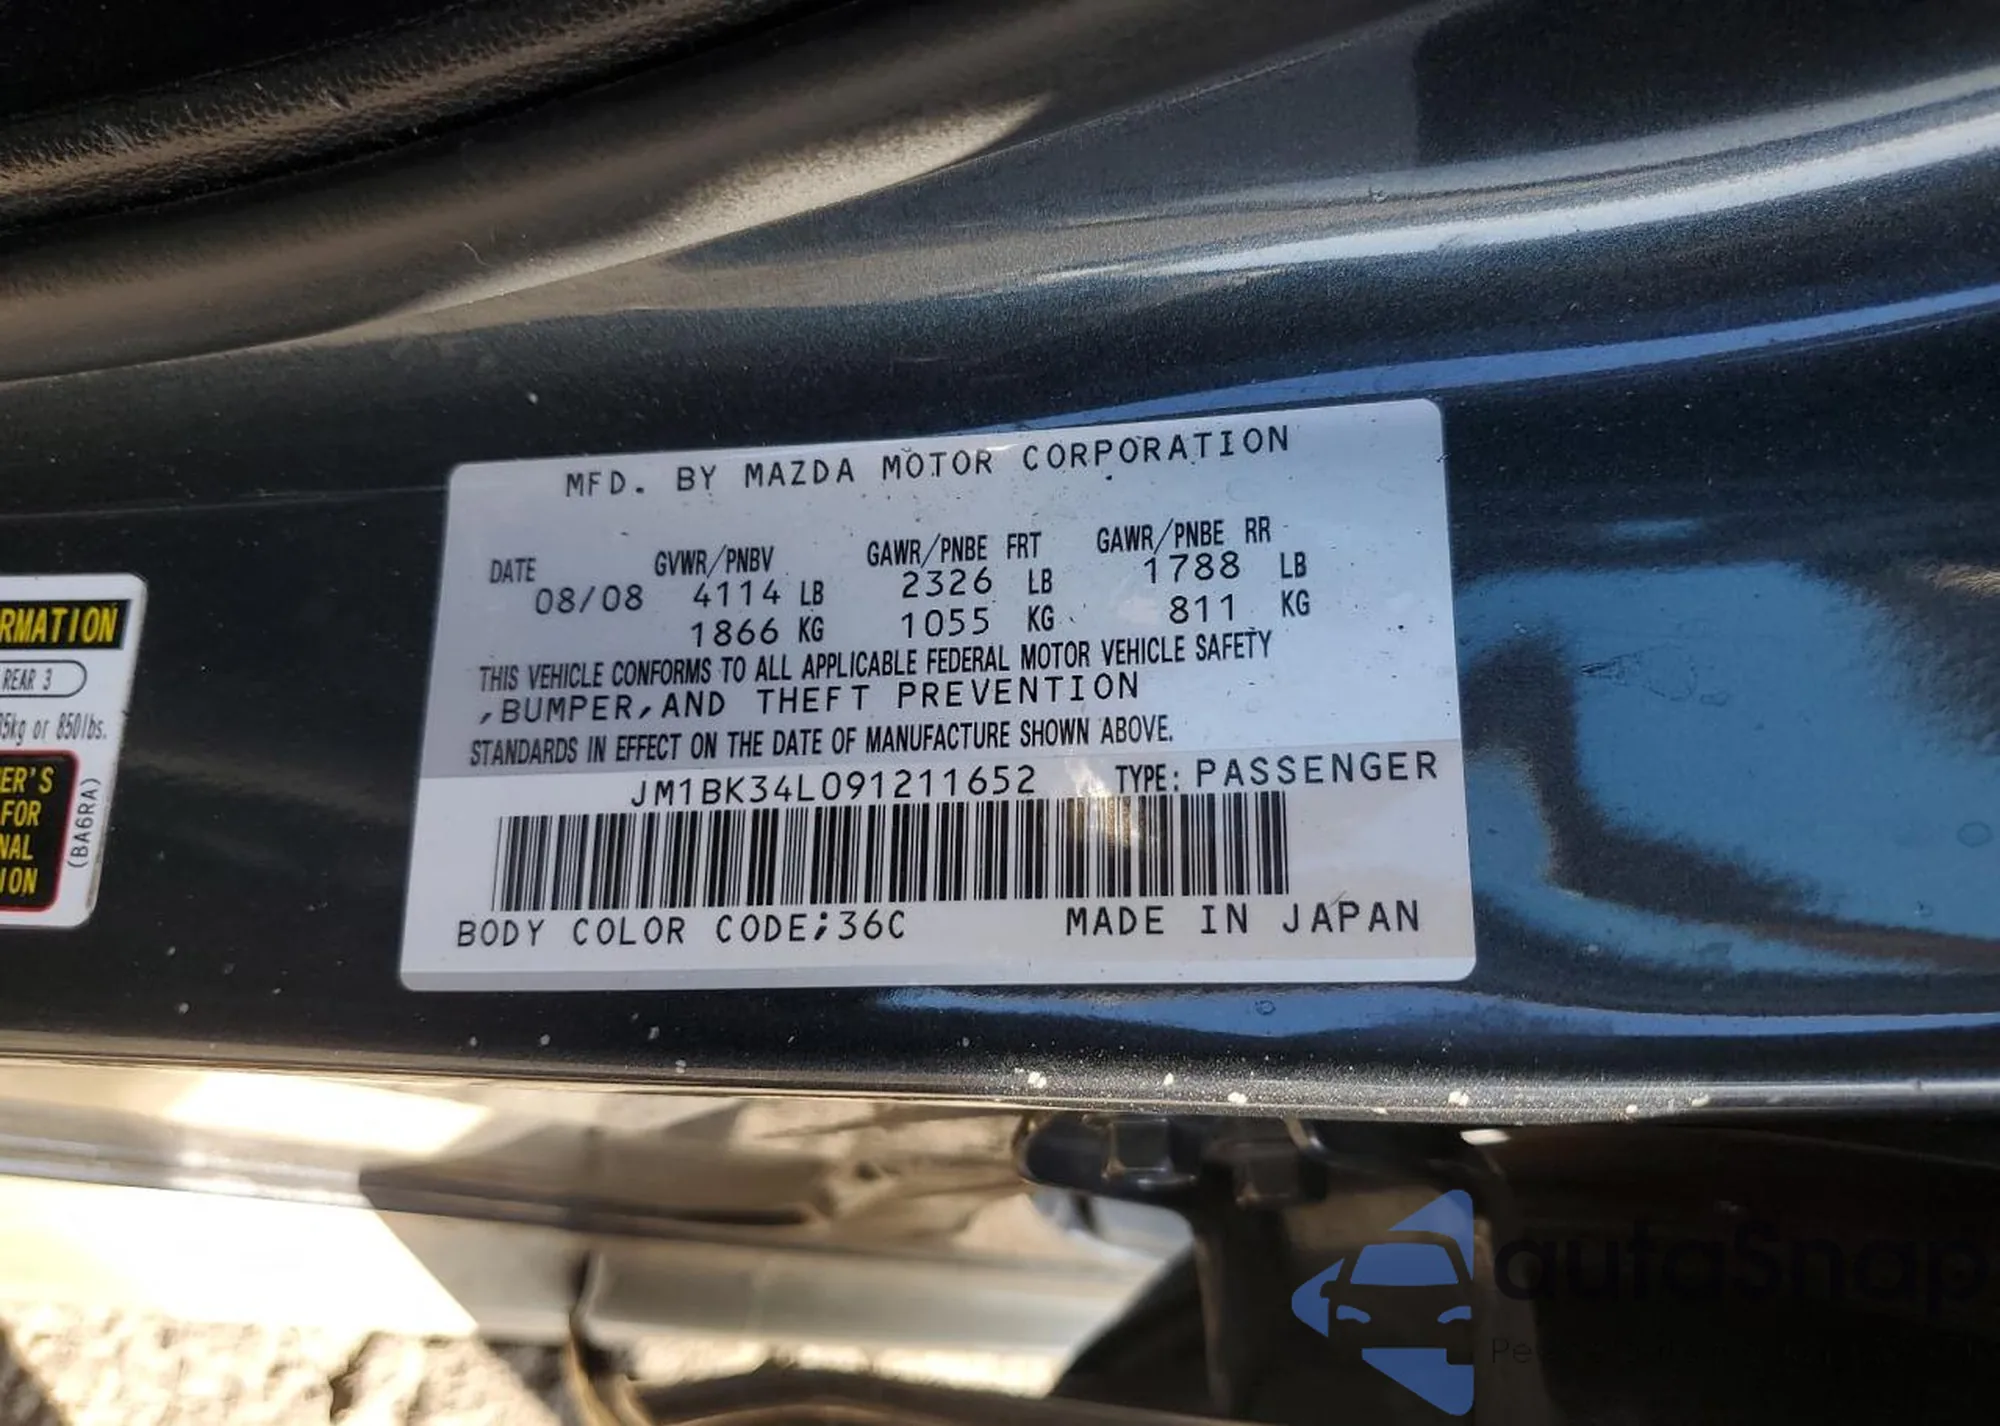 MFD. BY MAZDA MOTOR CORPORATION
DATE GVWR/PNBV GAWR/PNBE FRT GAWR/PNBE RR
08/08 4114 LB 2326 LB 1788 LB
1866 KG 1055 KG 811 KG
THIS VEHICLE CONFORMS TO ALL APPLICABLE FEDERAL MOTOR VEHICLE SAFETY
,BUMPER,AND THEFT PREVENTION
STANDARDS IN EFFECT ON THE DATE OF MANUFACTURE SHOWN ABOVE.
JM1BK34L091211652 TYPE: PASSENGER
BODY COLOR CODE;36C MADE IN JAPAN
RMATION
REAR 3
35kg or 850lbs.
ER'S
FOR
NAL
ION
(BA6RA)
autaSnap